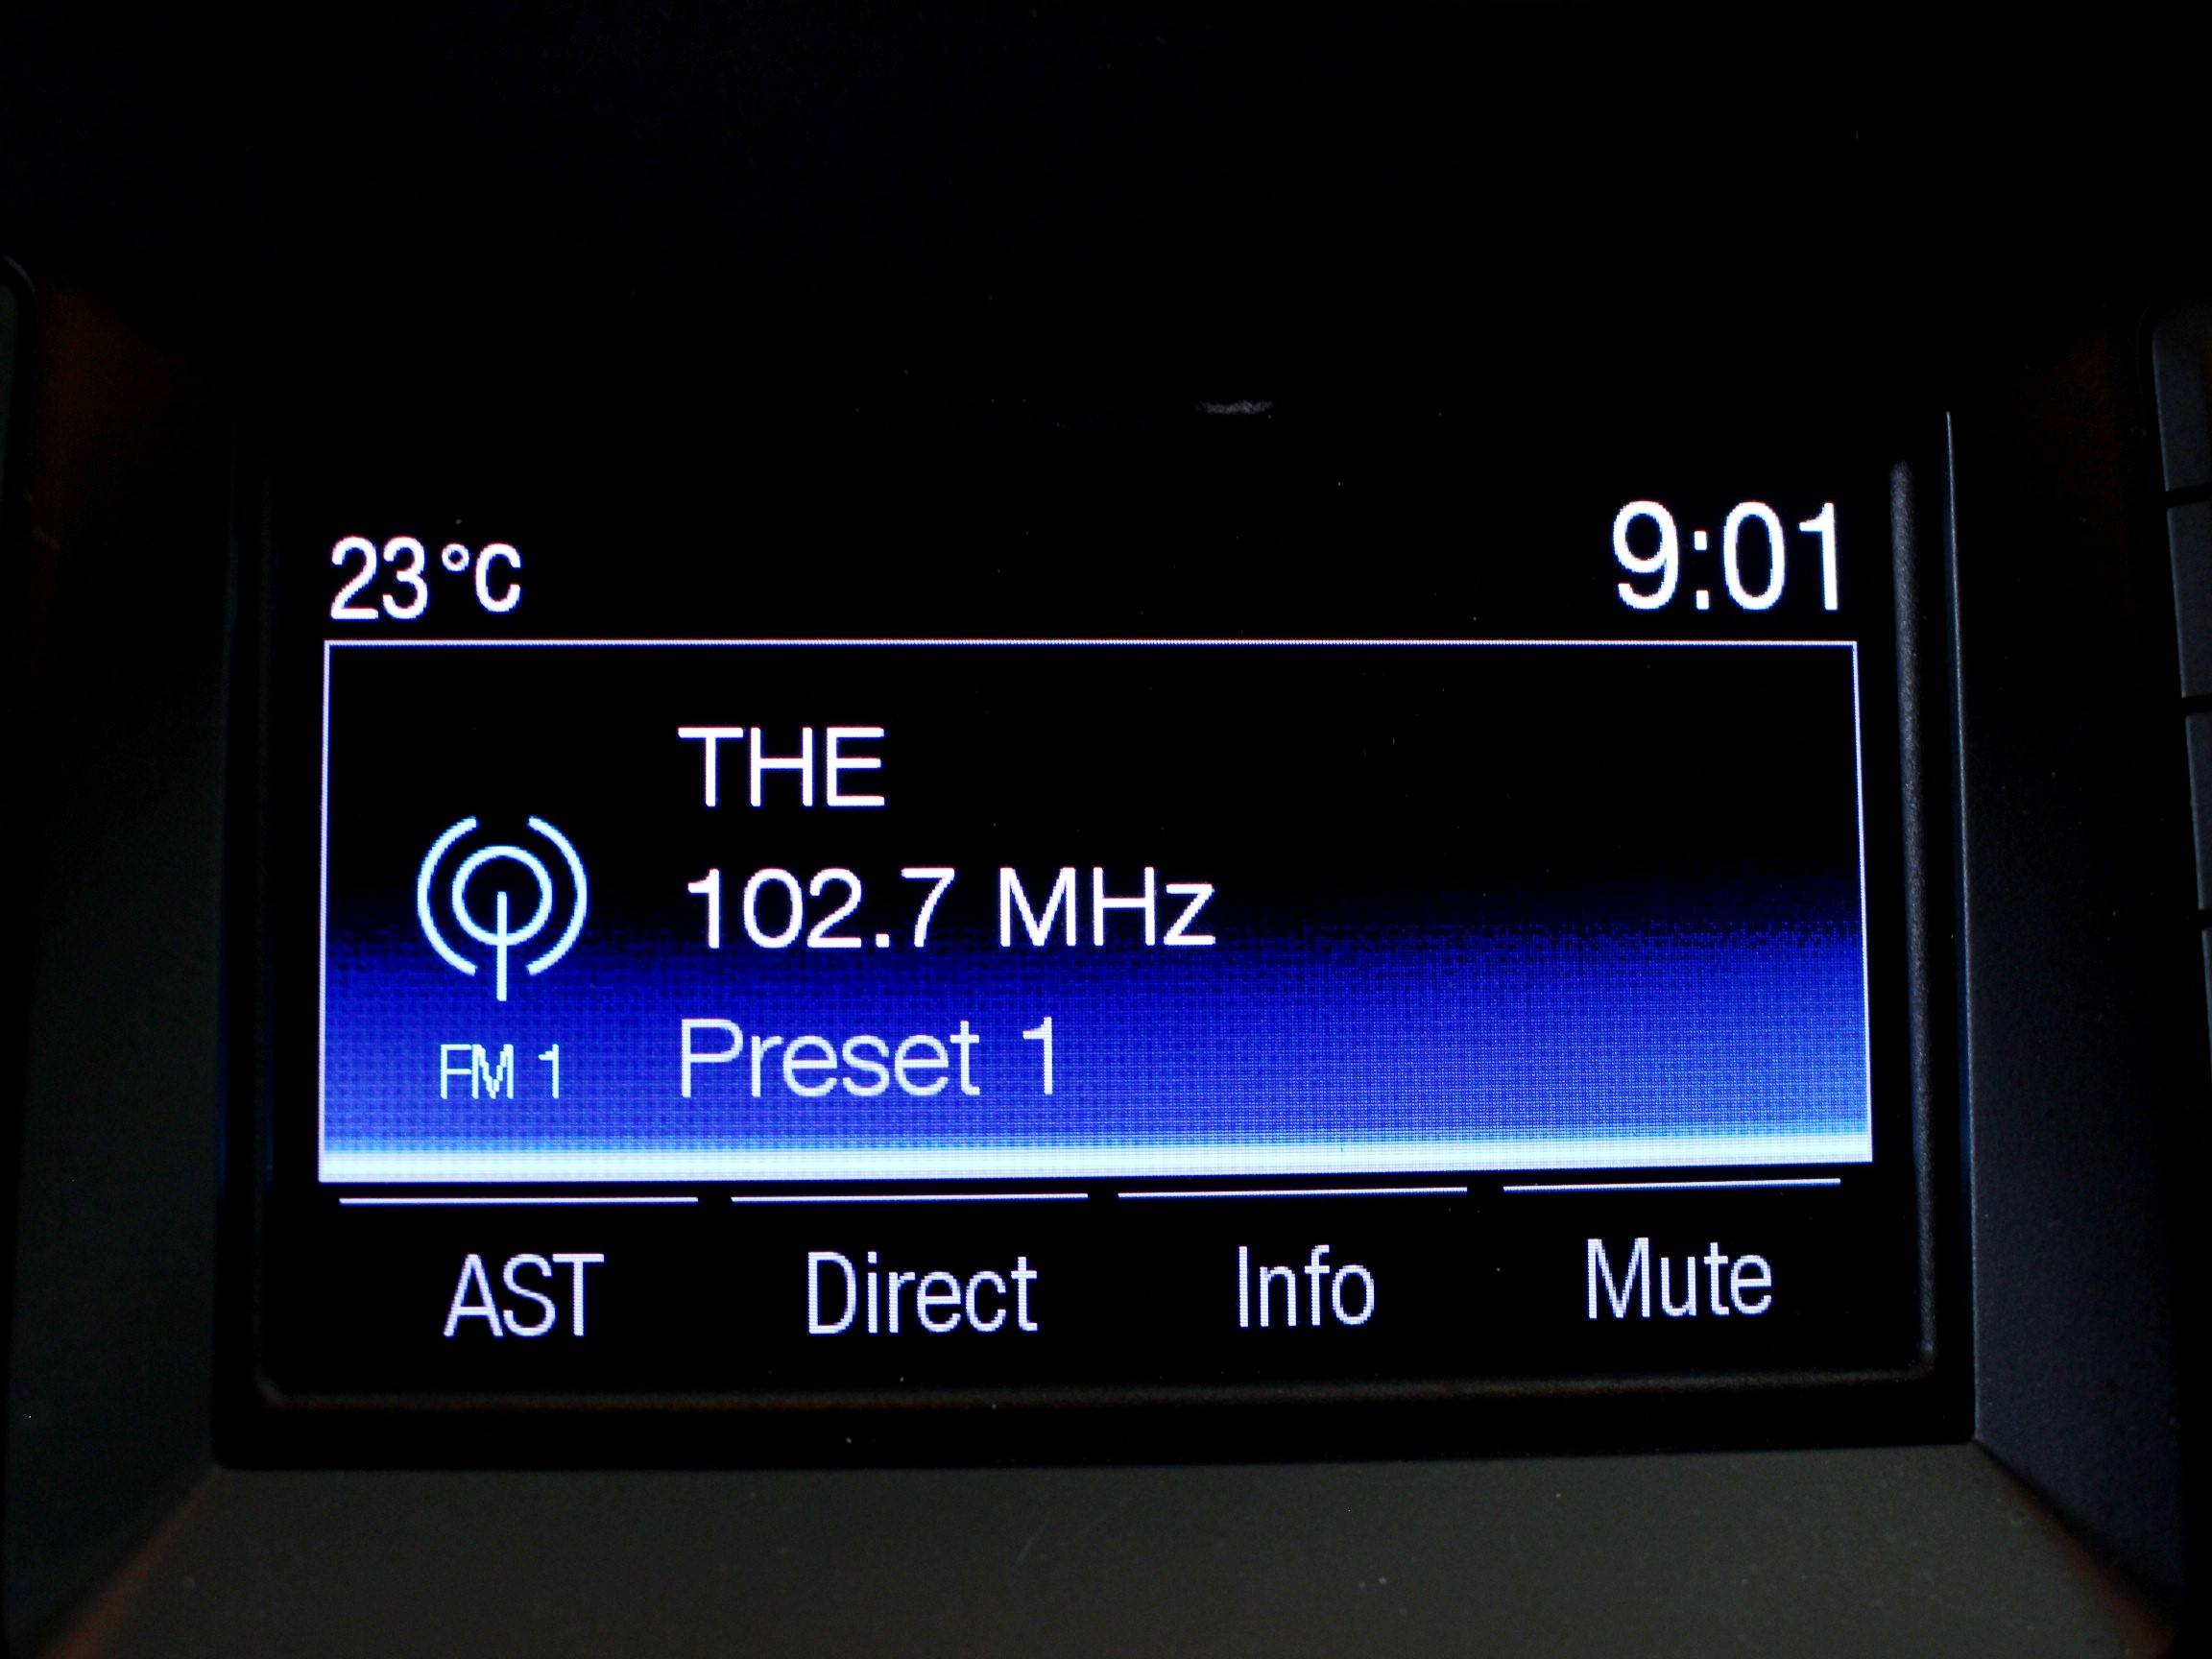 23°C 9:01
THE
102.7 MHz
FM 1 Preset 1
AST Direct Info Mute